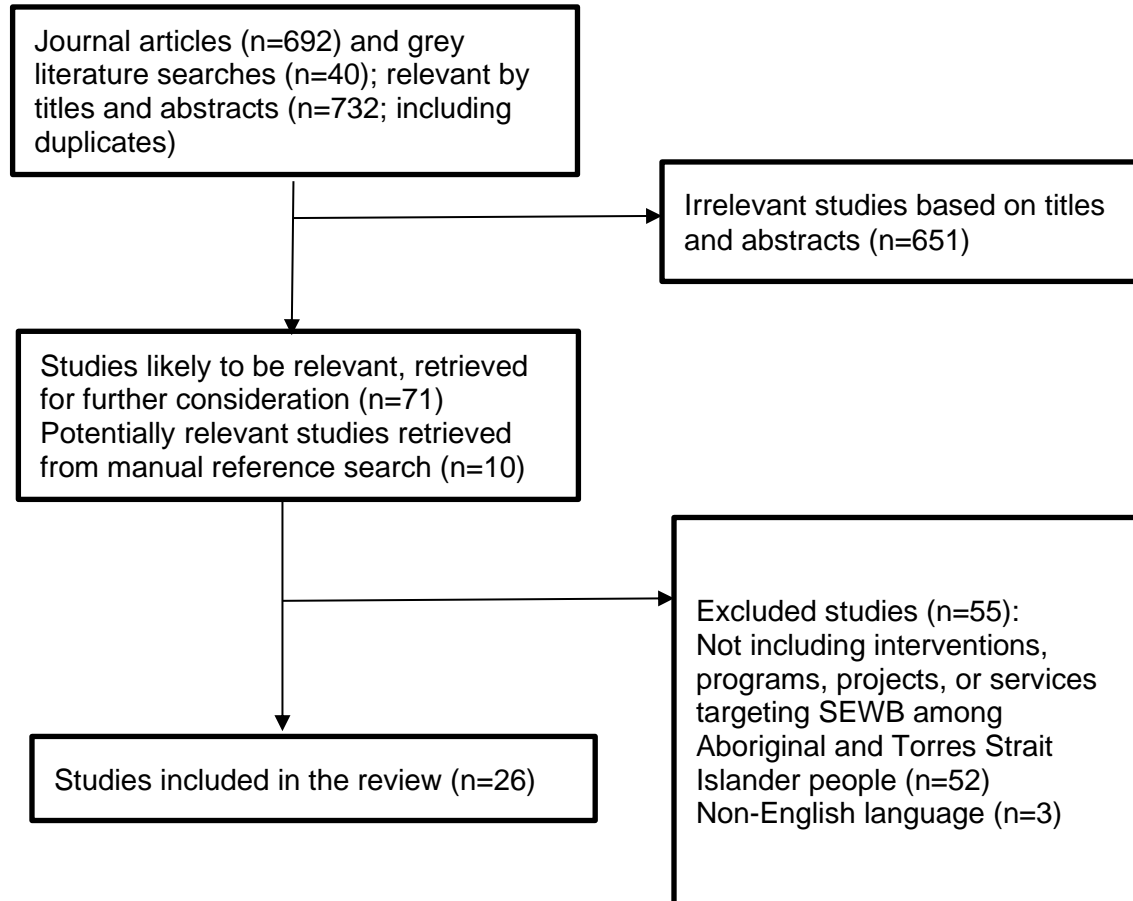 Journal articles (n=692) and grey
literature searches (n=40); relevant by
titles and abstracts (n=732; including
duplicates)
Irrelevant studies based on titles
and abstracts (n=651)
Studies likely to be relevant, retrieved
for further consideration (n=71)
Potentially relevant studies retrieved
from manual reference search (n=10)
Excluded studies (n=55):
Not including interventions,
programs, projects, or services
targeting SEWB among
Aboriginal and Torres Strait
Islander people (n=52)
Non-English language (n=3)
Studies included in the review (n=26)